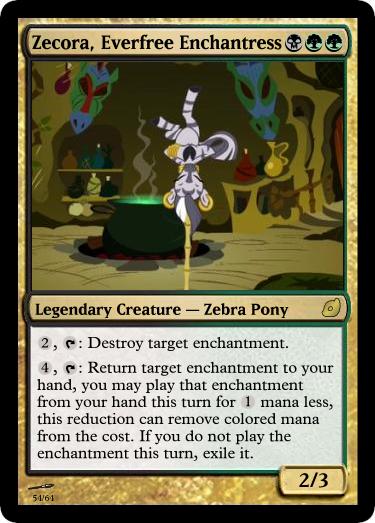 Zecora, Everfree Enchantress
Legendary Creature — Zebra Pony
2, : Destroy target enchantment.
4, : Return target enchantment to your
hand, you may play that enchantment
from your hand this turn for 1 mana less,
this reduction can remove colored mana
from the cost. If you do not play the
enchantment this turn, exile it.
2/3
54/61